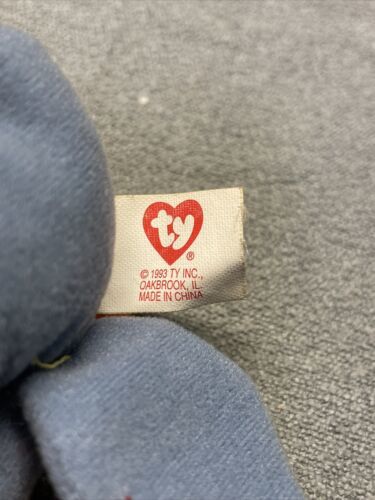 ty
®
© 1993 TY INC.,
OAKBROOK, IL.
MADE IN CHINA